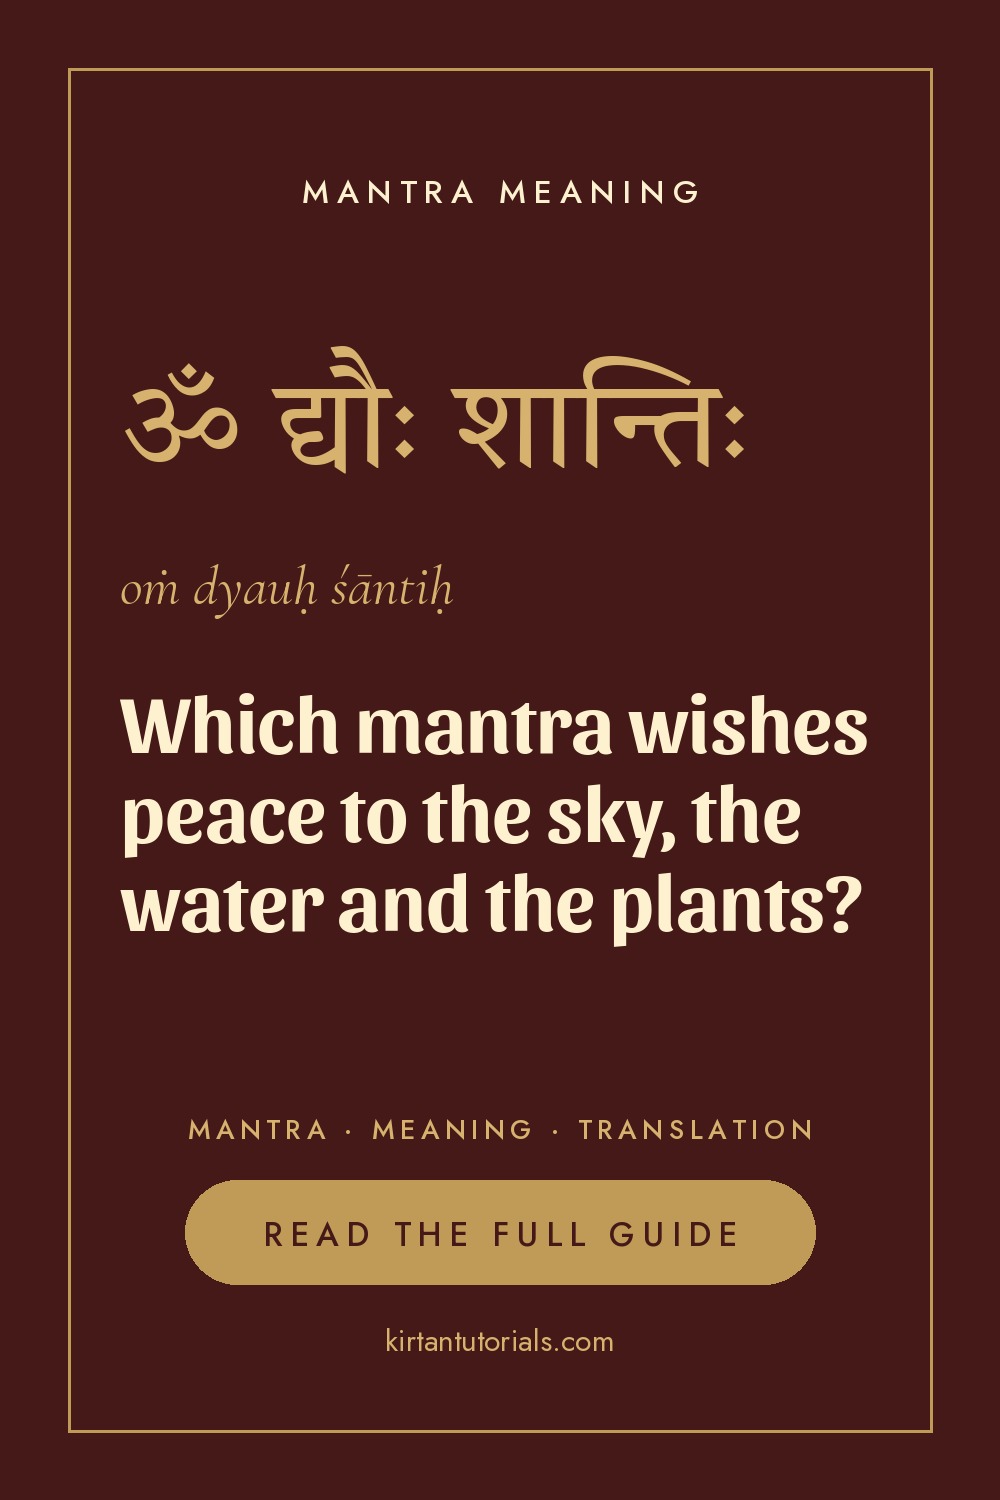 MANTRA MEANING
ॐ द्यौः शान्तिः
oṁ dyauḥ śāntiḥ
Which mantra wishes
peace to the sky, the
water and the plants?
MANTRA · MEANING · TRANSLATION
READ THE FULL GUIDE
kirtantutorials.com